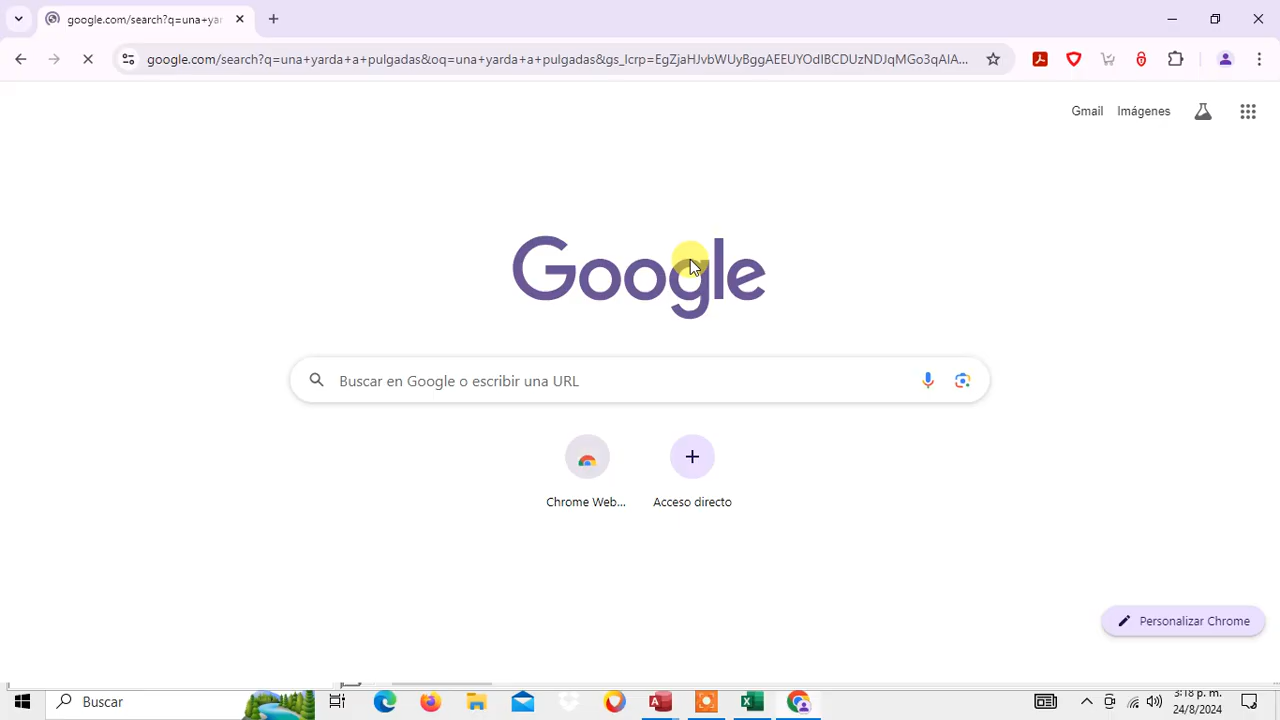 google.com/search?q=una+ya
google.com/search?q=una+yarda+a+pulgadas&oq=una+yarda+a+pulgadas&gs_lcrp=EgZjaHJvbWUyBggAEEUYOdIBCDUzNDJqMGo3qAIA...
Gmail Imágenes
Google
Buscar en Google o escribir una URL
Chrome Web... Acceso directo
Personalizar Chrome
Buscar
3:18 p. m.
24/8/2024